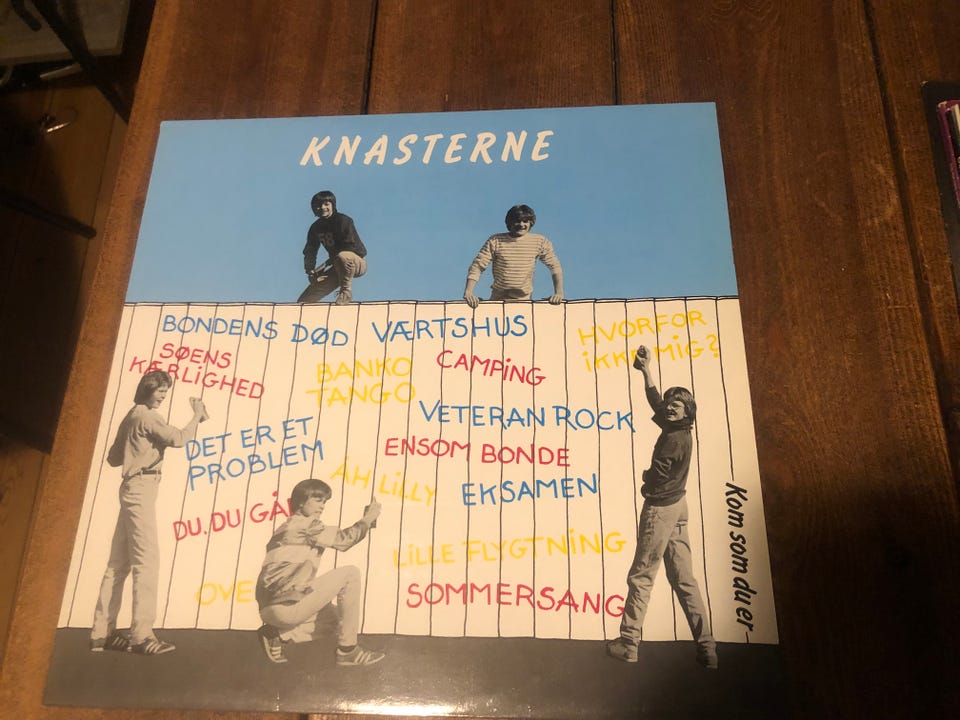 KNASTERNE
BONDENS DØD
VÆRTSHUS
HVORFOR
iKKE MiG?
SØENS
KÆRLiGHED
BANKO
TANGO
CAMPiNG
VETERAN ROCK
DET ER ET
PROBLEM
ENSOM BONDE
ÅH LiLLY
EKSAMEN
DU. DU
LiLLE FLYGTNiNG
OVE
SOMMERSANG
Kom som du er-